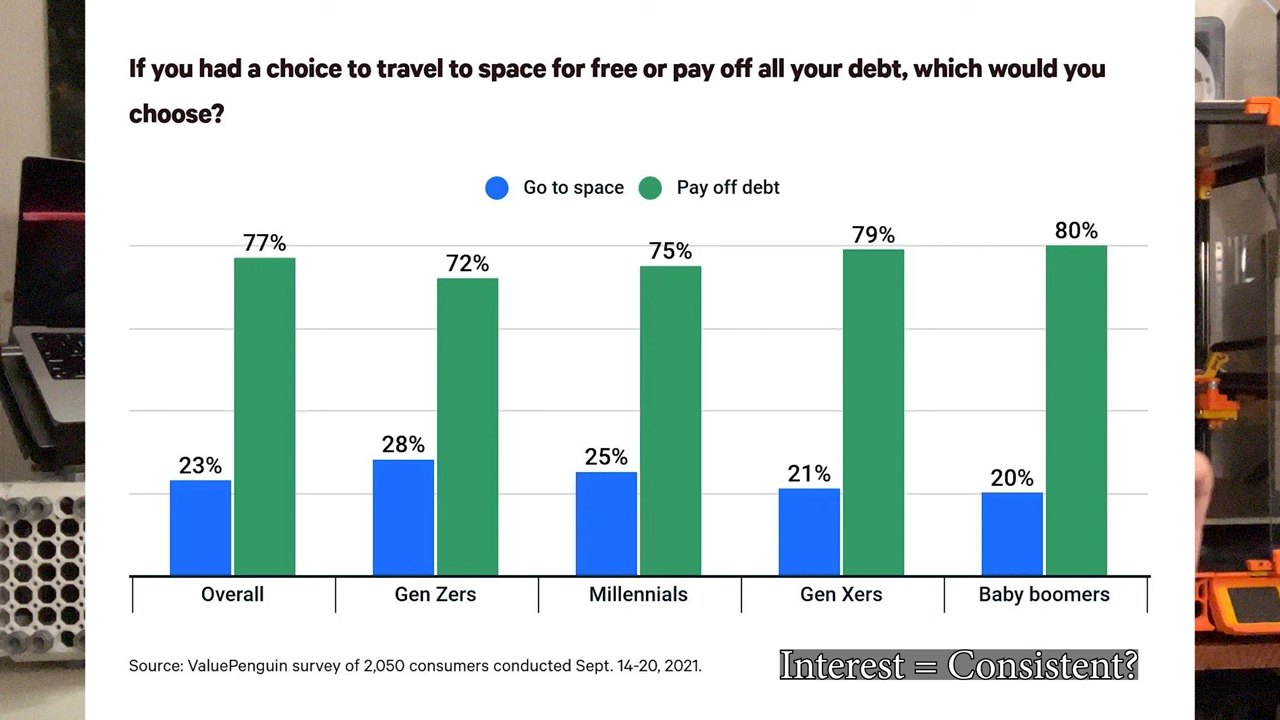 If you had a choice to travel to space for free or pay off all your debt, which would you
choose?
Go to space Pay off debt
77% 72% 75% 79% 80%
23% 28% 25% 21% 20%
Overall Gen Zers Millennials Gen Xers Baby boomers
Source: ValuePenguin survey of 2,050 consumers conducted Sept. 14-20, 2021.
Interest = Consistent?